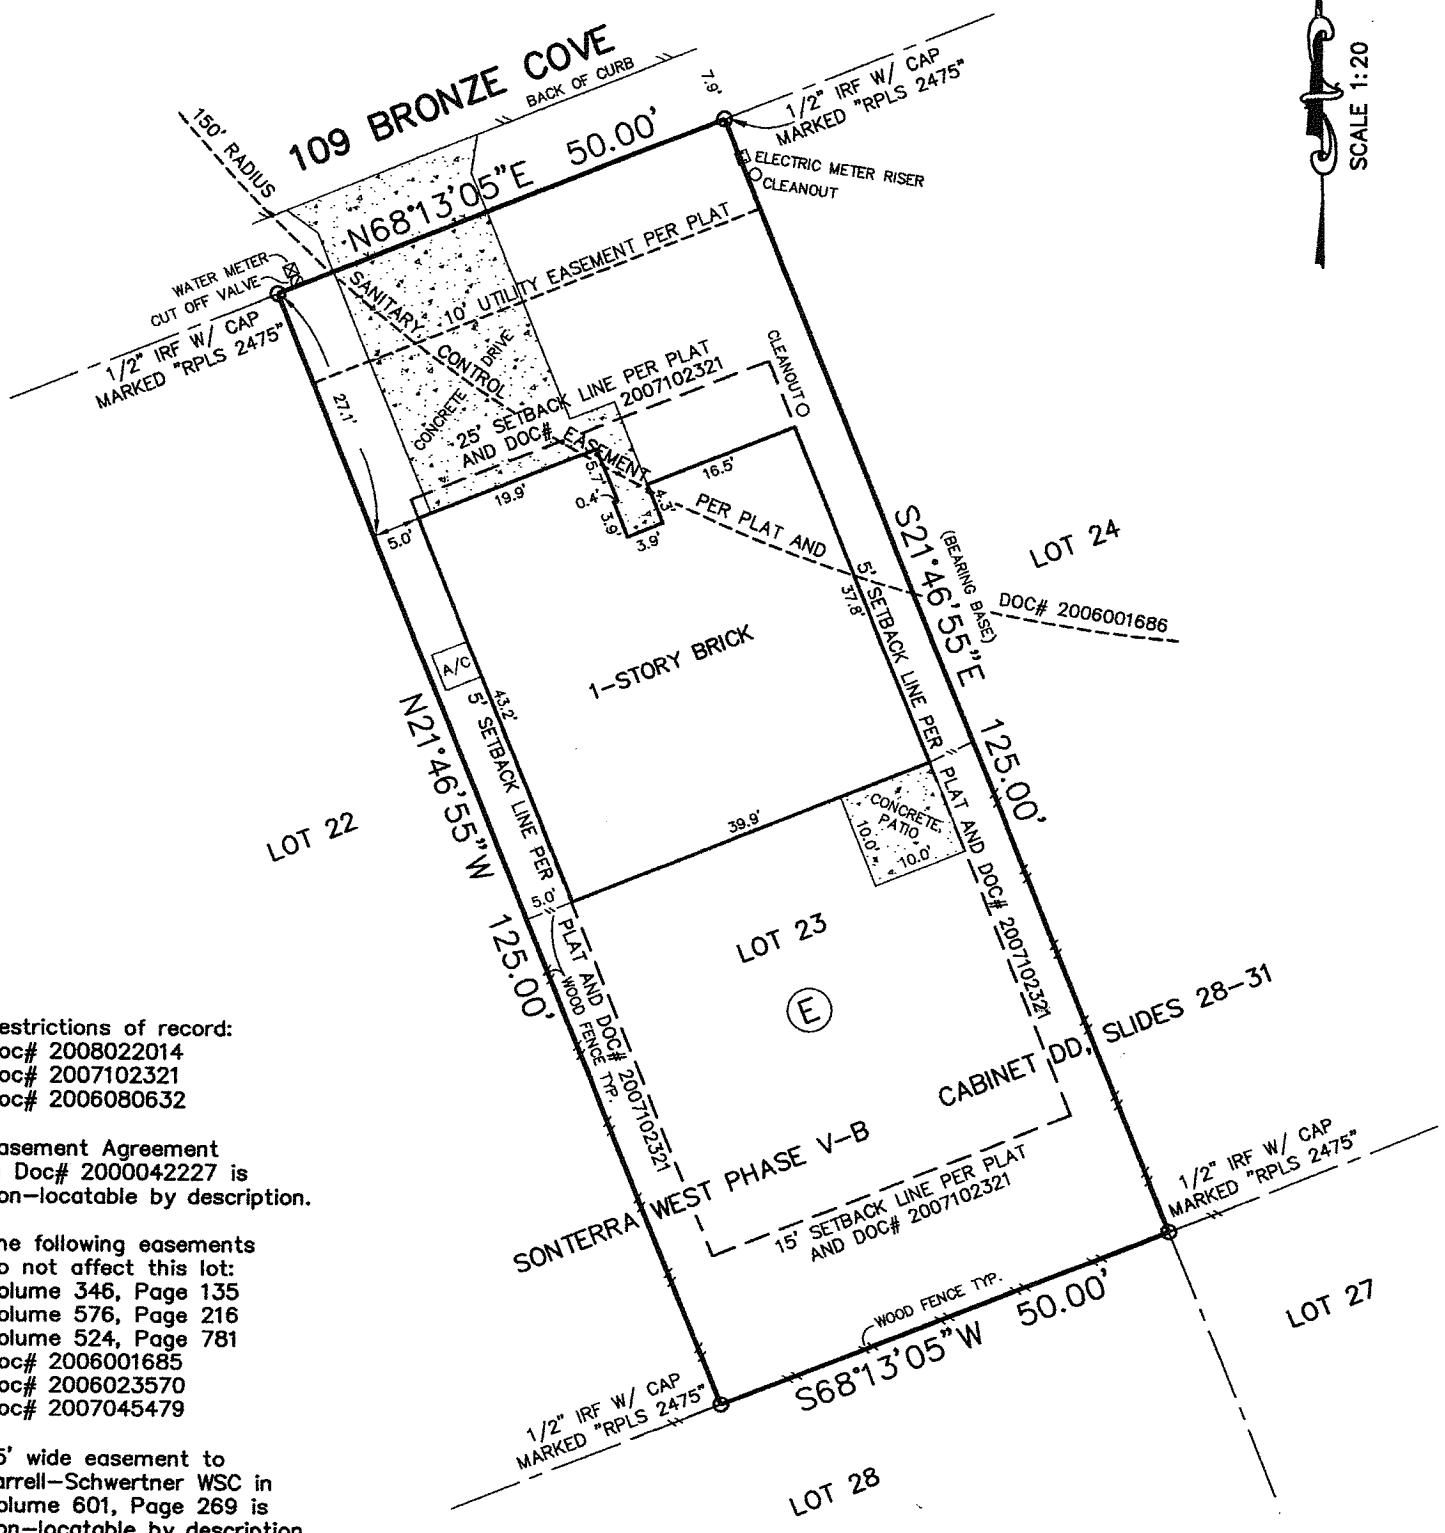 109 BRONZE COVE
BACK OF CURB
7.9'
1/2" IRF W/ CAP
MARKED "RPLS 2475"
SCALE 1:20
150' RADIUS
N68°13'05"E 50.00'
ELECTRIC METER RISER
CLEANOUT
WATER METER
CUT OFF VALVE
1/2" IRF W/ CAP
MARKED "RPLS 2475"
SANITARY CONTROL EASEMENT PER PLAT AND DOC# 2006001686
10' UTILITY EASEMENT PER PLAT
CONCRETE DRIVE
25' SETBACK LINE PER PLAT
AND DOC# 2007102321
CLEANOUT
27.1'
5.0'
19.9'
5.7'
0.4'
3.9'
3.9'
4.3'
16.5'
S21°46'55"E 125.00'
(BEARING BASE)
LOT 24
5' SETBACK LINE PER PLAT AND DOC# 2007102321
37.8'
1-STORY BRICK
A/C
43.2'
5' SETBACK LINE PER PLAT AND DOC# 2007102321
N21°46'55"W 125.00'
LOT 22
39.9'
CONCRETE
PATIO
10.0'
10.0'
5.0'
WOOD FENCE TYP.
LOT 23
E
SONTERRA WEST PHASE V-B CABINET DD, SLIDES 28-31
15' SETBACK LINE PER PLAT
AND DOC# 2007102321
1/2" IRF W/ CAP
MARKED "RPLS 2475"
WOOD FENCE TYP.
S68°13'05"W 50.00'
LOT 27
1/2" IRF W/ CAP
MARKED "RPLS 2475"
LOT 28
estrictions of record:
oc# 2008022014
oc# 2007102321
oc# 2006080632
asement Agreement
Doc# 2000042227 is
on-locatable by description.
he following easements
o not affect this lot:
olume 346, Page 135
olume 576, Page 216
olume 524, Page 781
oc# 2006001685
oc# 2006023570
oc# 2007045479
5' wide easement to
arrell-Schwertner WSC in
olume 601, Page 269 is
on-locatable by description